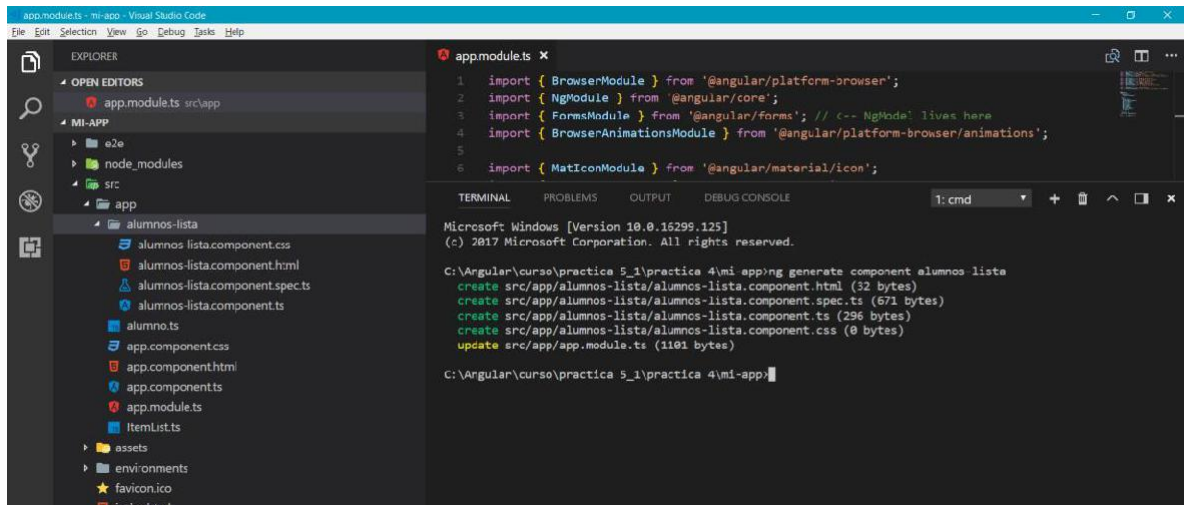 app.module.ts - mi-app - Visual Studio Code
File Edit Selection View Go Debug Tasks Help
EXPLORER
OPEN EDITORS
app.module.ts src\app
MI-APP
e2e
node_modules
src
app
alumnos-lista
alumnos lista.component.css
alumnos-lista.component.html
alumnos-lista.component.spec.ts
alumnos-lista.component.ts
alumno.ts
app.component.css
app.component.html
app.component.ts
app.module.ts
ItemList.ts
assets
environments
favicon.ico
app.module.ts
1 import { BrowserModule } from '@angular/platform-browser';
2 import { NgModule } from '@angular/core';
3 import { FormsModule } from '@angular/forms'; // <-- NgModel lives here
4 import { BrowserAnimationsModule } from '@angular/platform-browser/animations';
5
6 import { MatIconModule } from '@angular/material/icon';
TERMINAL PROBLEMS OUTPUT DEBUG CONSOLE 1: cmd
Microsoft Windows [Version 10.0.16299.125]
(c) 2017 Microsoft Corporation. All rights reserved.
C:\Angular\curso\practica 5_1\practica 4\mi-app>ng generate component alumnos-lista
create src/app/alumnos-lista/alumnos-lista.component.html (32 bytes)
create src/app/alumnos-lista/alumnos-lista.component.spec.ts (671 bytes)
create src/app/alumnos-lista/alumnos-lista.component.ts (296 bytes)
create src/app/alumnos-lista/alumnos-lista.component.css (0 bytes)
update src/app/app.module.ts (1101 bytes)
C:\Angular\curso\practica 5_1\practica 4\mi-app>